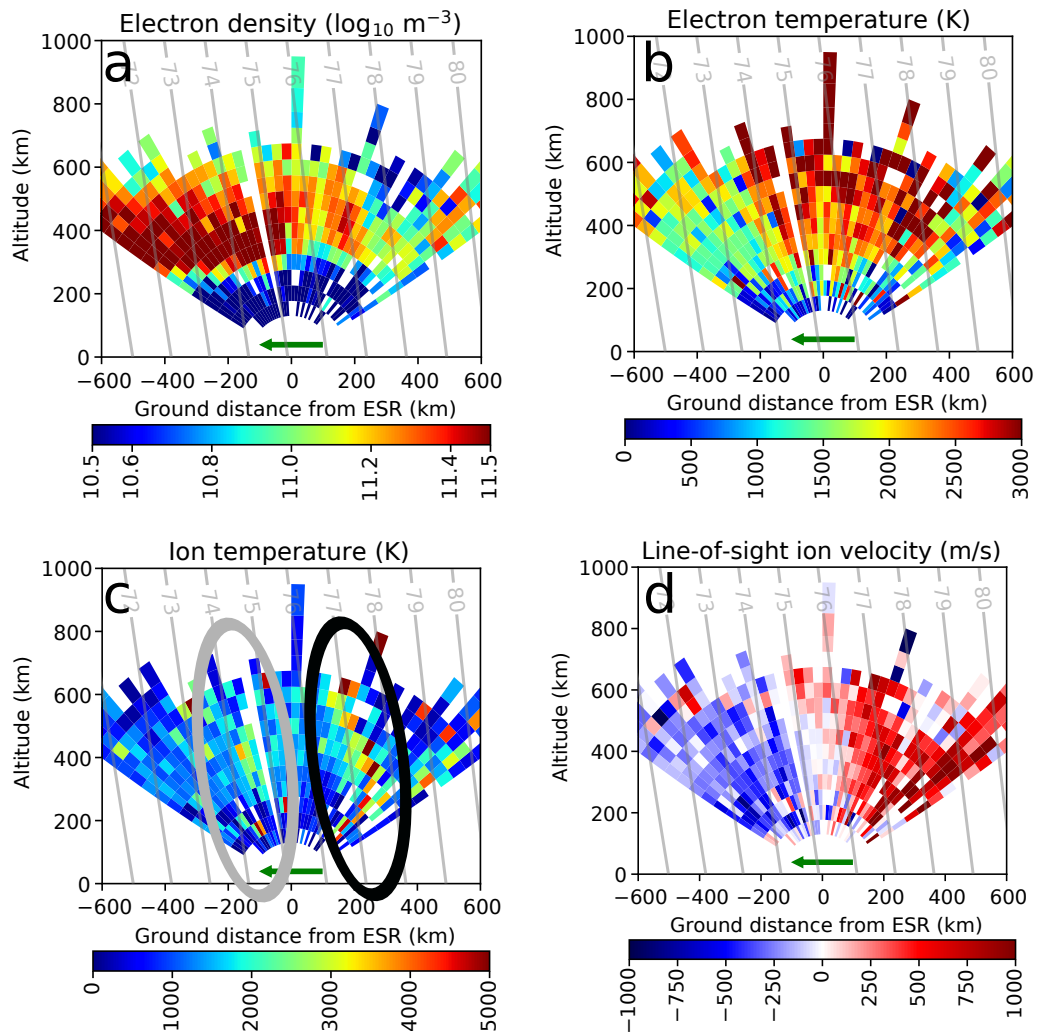 Electron density (log₁₀ m⁻³)
a
73 74 75 76 77 78 79 80
1000
800
600
400
200
0
Altitude (km)
−600 −400 −200 0 200 400 600
Ground distance from ESR (km)
10.5 10.6 10.8 11.0 11.2 11.4 11.5
Electron temperature (K)
b
73 74 75 76 77 78 79 80
1000
800
600
400
200
0
Altitude (km)
−600 −400 −200 0 200 400 600
Ground distance from ESR (km)
0 500 1000 1500 2000 2500 3000
Ion temperature (K)
c
73 74 75 76 77 78 79 80
1000
800
600
400
200
0
Altitude (km)
−600 −400 −200 0 200 400 600
Ground distance from ESR (km)
0 1000 2000 3000 4000 5000
Line-of-sight ion velocity (m/s)
d
73 74 75 76 77 78 79 80
1000
800
600
400
200
0
Altitude (km)
−600 −400 −200 0 200 400 600
Ground distance from ESR (km)
−1000 −750 −500 −250 0 250 500 750 1000